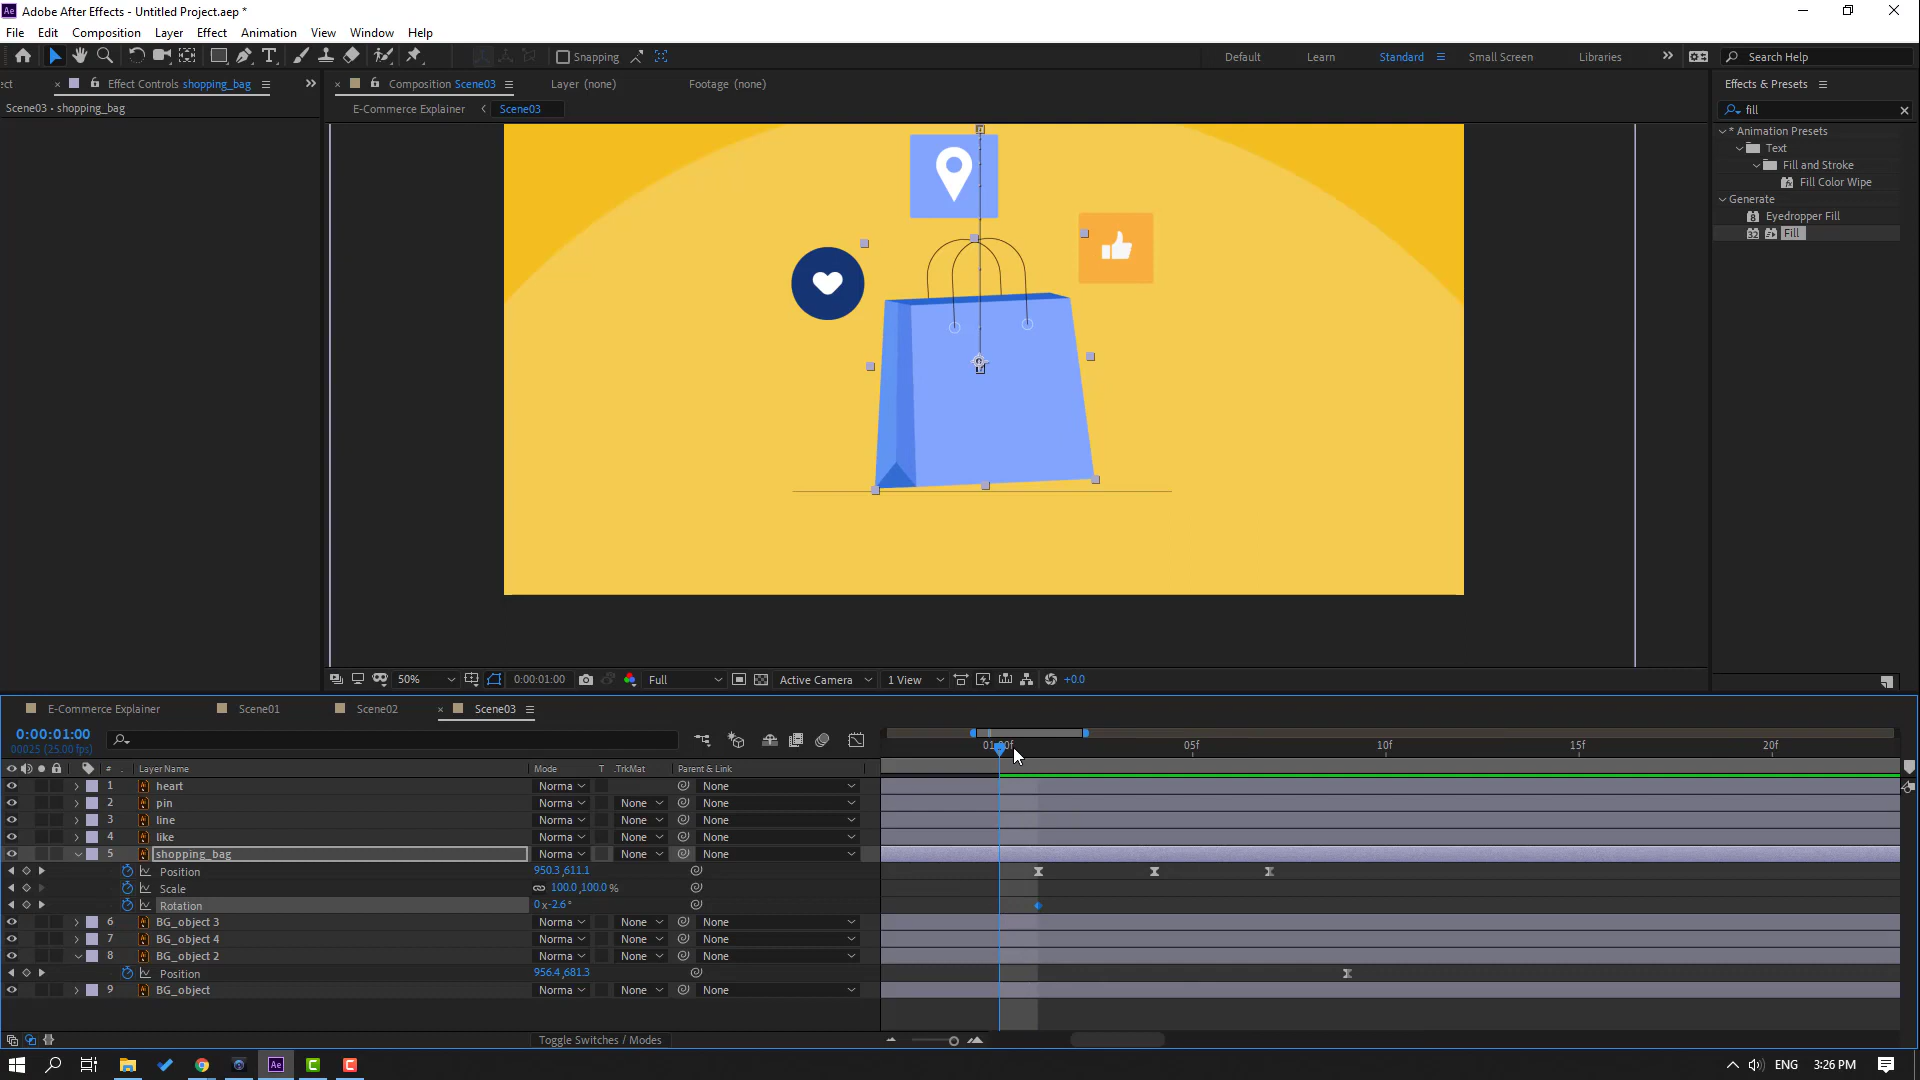 Adobe After Effects - Untitled Project.aep *
File Edit Composition Layer Effect Animation View Window Help
Snapping Default Learn Standard Small Screen Libraries Search Help
ect Effect Controls shopping_bag Composition Scene03 Layer (none) Footage (none) Effects & Presets
Scene03 • shopping_bag E-Commerce Explainer Scene03 fill
* Animation Presets
Text
Fill and Stroke
Fill Color Wipe
Generate
Eyedropper Fill
Fill
50% 0:00:01:00 Full Active Camera 1 View +0.0
E-Commerce Explainer Scene01 Scene02 Scene03
0:00:01:00
00025 (25.00 fps)
05f 10f 15f 20f
# Layer Name Mode T .TrkMat Parent & Link
1 heart Norma None
2 pin Norma None None
3 line Norma None None
4 like Norma None None
5 shopping_bag Norma None None
Position 950.3,611.1
Scale 100.0,100.0 %
Rotation 0x-2.6°
6 BG_object 3 Norma None None
7 BG_object 4 Norma None None
8 BG_object 2 Norma None None
Position 956.4,681.3
9 BG_object Norma None None
Toggle Switches / Modes
ENG 3:26 PM